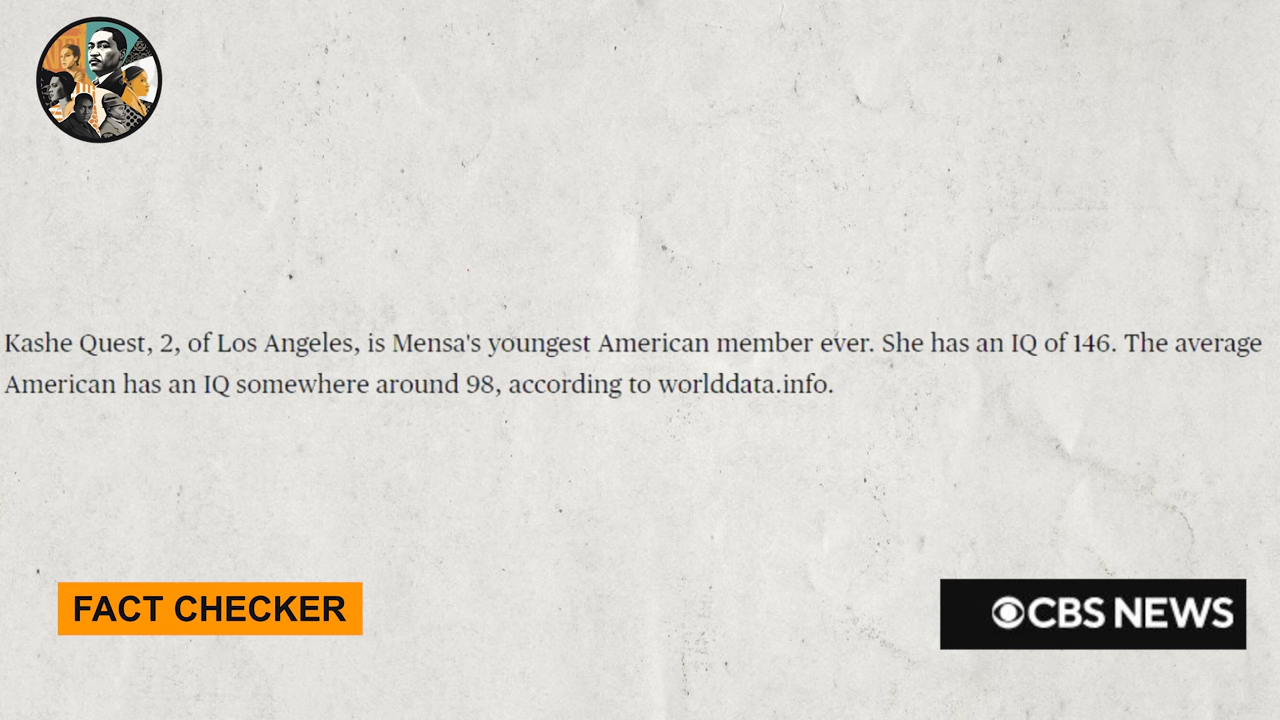 Kashe Quest, 2, of Los Angeles, is Mensa's youngest American member ever. She has an IQ of 146. The average
American has an IQ somewhere around 98, according to worlddata.info.
FACT CHECKER
CBS NEWS